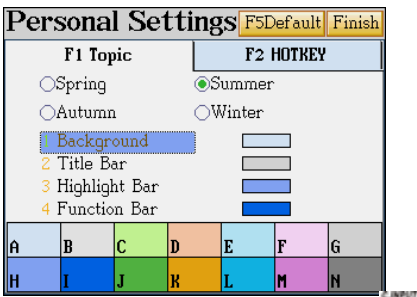 Personal Settings F5Default Finish
F1 Topic F2 HOTKEY
Spring Summer
Autumn Winter
1 Background
2 Title Bar
3 Highlight Bar
4 Function Bar
A B C D E F G
H I J K L M N